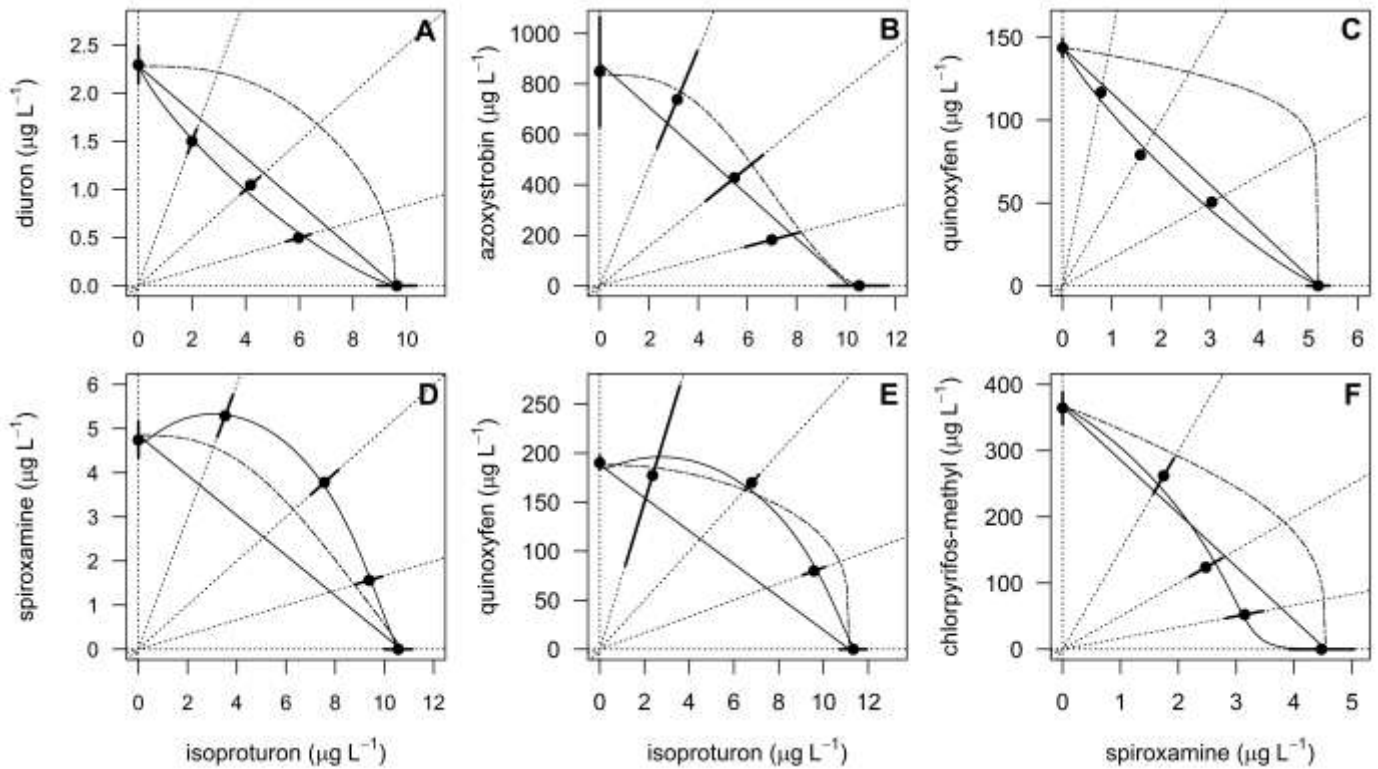 A
diuron (µg L⁻¹)
2.5
2.0
1.5
1.0
0.5
0.0
0 2 4 6 8 10
B
azoxystrobin (µg L⁻¹)
1000
800
600
400
200
0
0 2 4 6 8 10 12
C
quinoxyfen (µg L⁻¹)
150
100
50
0
0 1 2 3 4 5 6
D
spiroxamine (µg L⁻¹)
6
5
4
3
2
1
0
0 2 4 6 8 10 12
isoproturon (µg L⁻¹)
E
quinoxyfen (µg L⁻¹)
250
200
150
100
50
0
0 2 4 6 8 10 12
isoproturon (µg L⁻¹)
F
chlorpyrifos-methyl (µg L⁻¹)
400
300
200
100
0
0 1 2 3 4 5
spiroxamine (µg L⁻¹)